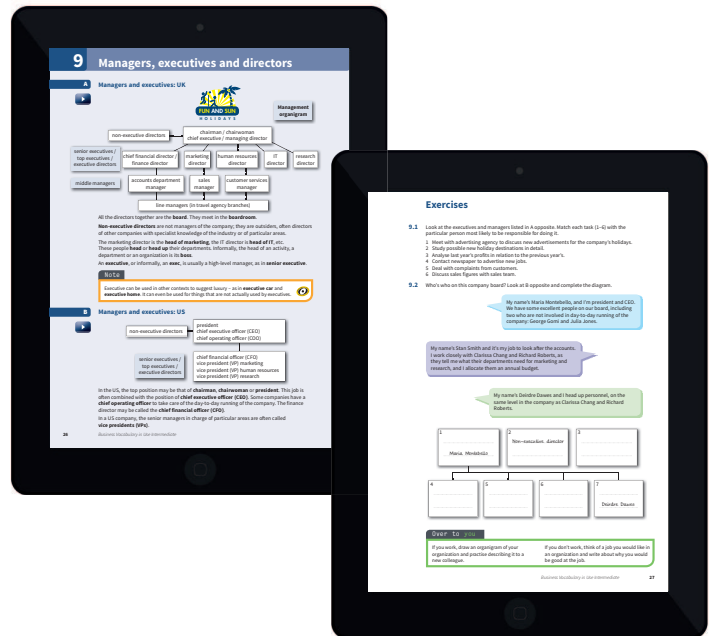 9 Managers, executives and directors
A Managers and executives: UK
FUN AND SUN
HOLIDAYS
Management
organigram
non-executive directors
chairman / chairwoman
chief executive / managing director
senior executives /
top executives /
executive directors
chief financial director /
finance director
marketing
director
human resources
director
IT
director
research
director
middle managers
accounts department
manager
sales
manager
customer services
manager
line managers (in travel agency branches)
All the directors together are the board. They meet in the boardroom.
Non-executive directors are not managers of the company; they are outsiders, often directors
of other companies with specialist knowledge of the industry or of particular areas.
The marketing director is the head of marketing, the IT director is head of IT, etc.
These people head or head up their departments. Informally, the head of an activity, a
department or an organization is its boss.
An executive, or informally, an exec, is usually a high-level manager, as in senior executive.
Note
Executive can be used in other contexts to suggest luxury – as in executive car and
executive home. It can even be used for things that are not actually used by executives.
B Managers and executives: US
non-executive directors
president
chief executive officer (CEO)
chief operating officer (COO)
senior executives /
top executives /
executive directors
chief financial officer (CFO)
vice president (VP) marketing
vice president (VP) human resources
vice president (VP) research
In the US, the top position may be that of chairman, chairwoman or president. This job is
often combined with the position of chief executive officer (CEO). Some companies have a
chief operating officer to take care of the day-to-day running of the company. The finance
director may be called the chief financial officer (CFO).
In a US company, the senior managers in charge of particular areas are often called
vice presidents (VPs).
26 Business Vocabulary in Use Intermediate
Exercises
9.1 Look at the executives and managers listed in A opposite. Match each task (1–6) with the
particular person most likely to be responsible for doing it.
1 Meet with advertising agency to discuss new advertisements for the company's holidays.
2 Study possible new holiday destinations in detail.
3 Analyse last year's profits in relation to the previous year's.
4 Contact newspaper to advertise new jobs.
5 Deal with complaints from customers.
6 Discuss sales figures with sales team.
9.2 Who's who on this company board? Look at B opposite and complete the diagram.
My name's Maria Montebello, and I'm president and CEO.
We have some excellent people on our board, including
two who are not involved in day-to-day running of the
company: George Gomi and Julia Jones.
My name's Stan Smith and it's my job to look after the accounts.
I work closely with Clarissa Chang and Richard Roberts, as
they tell me what their departments need for marketing and
research, and I allocate them an annual budget.
My name's Deirdre Dawes and I head up personnel, on the
same level in the company as Clarissa Chang and Richard
Roberts.
1
Maria Montebello
2
Non-executive director
3
4
5
6
7
Deirdre Dawes
Over to you
If you work, draw an organigram of your
organization and practise describing it to a
new colleague.
If you don't work, think of a job you would like in
an organization and write about why you would
be good at the job.
Business Vocabulary in Use Intermediate 27